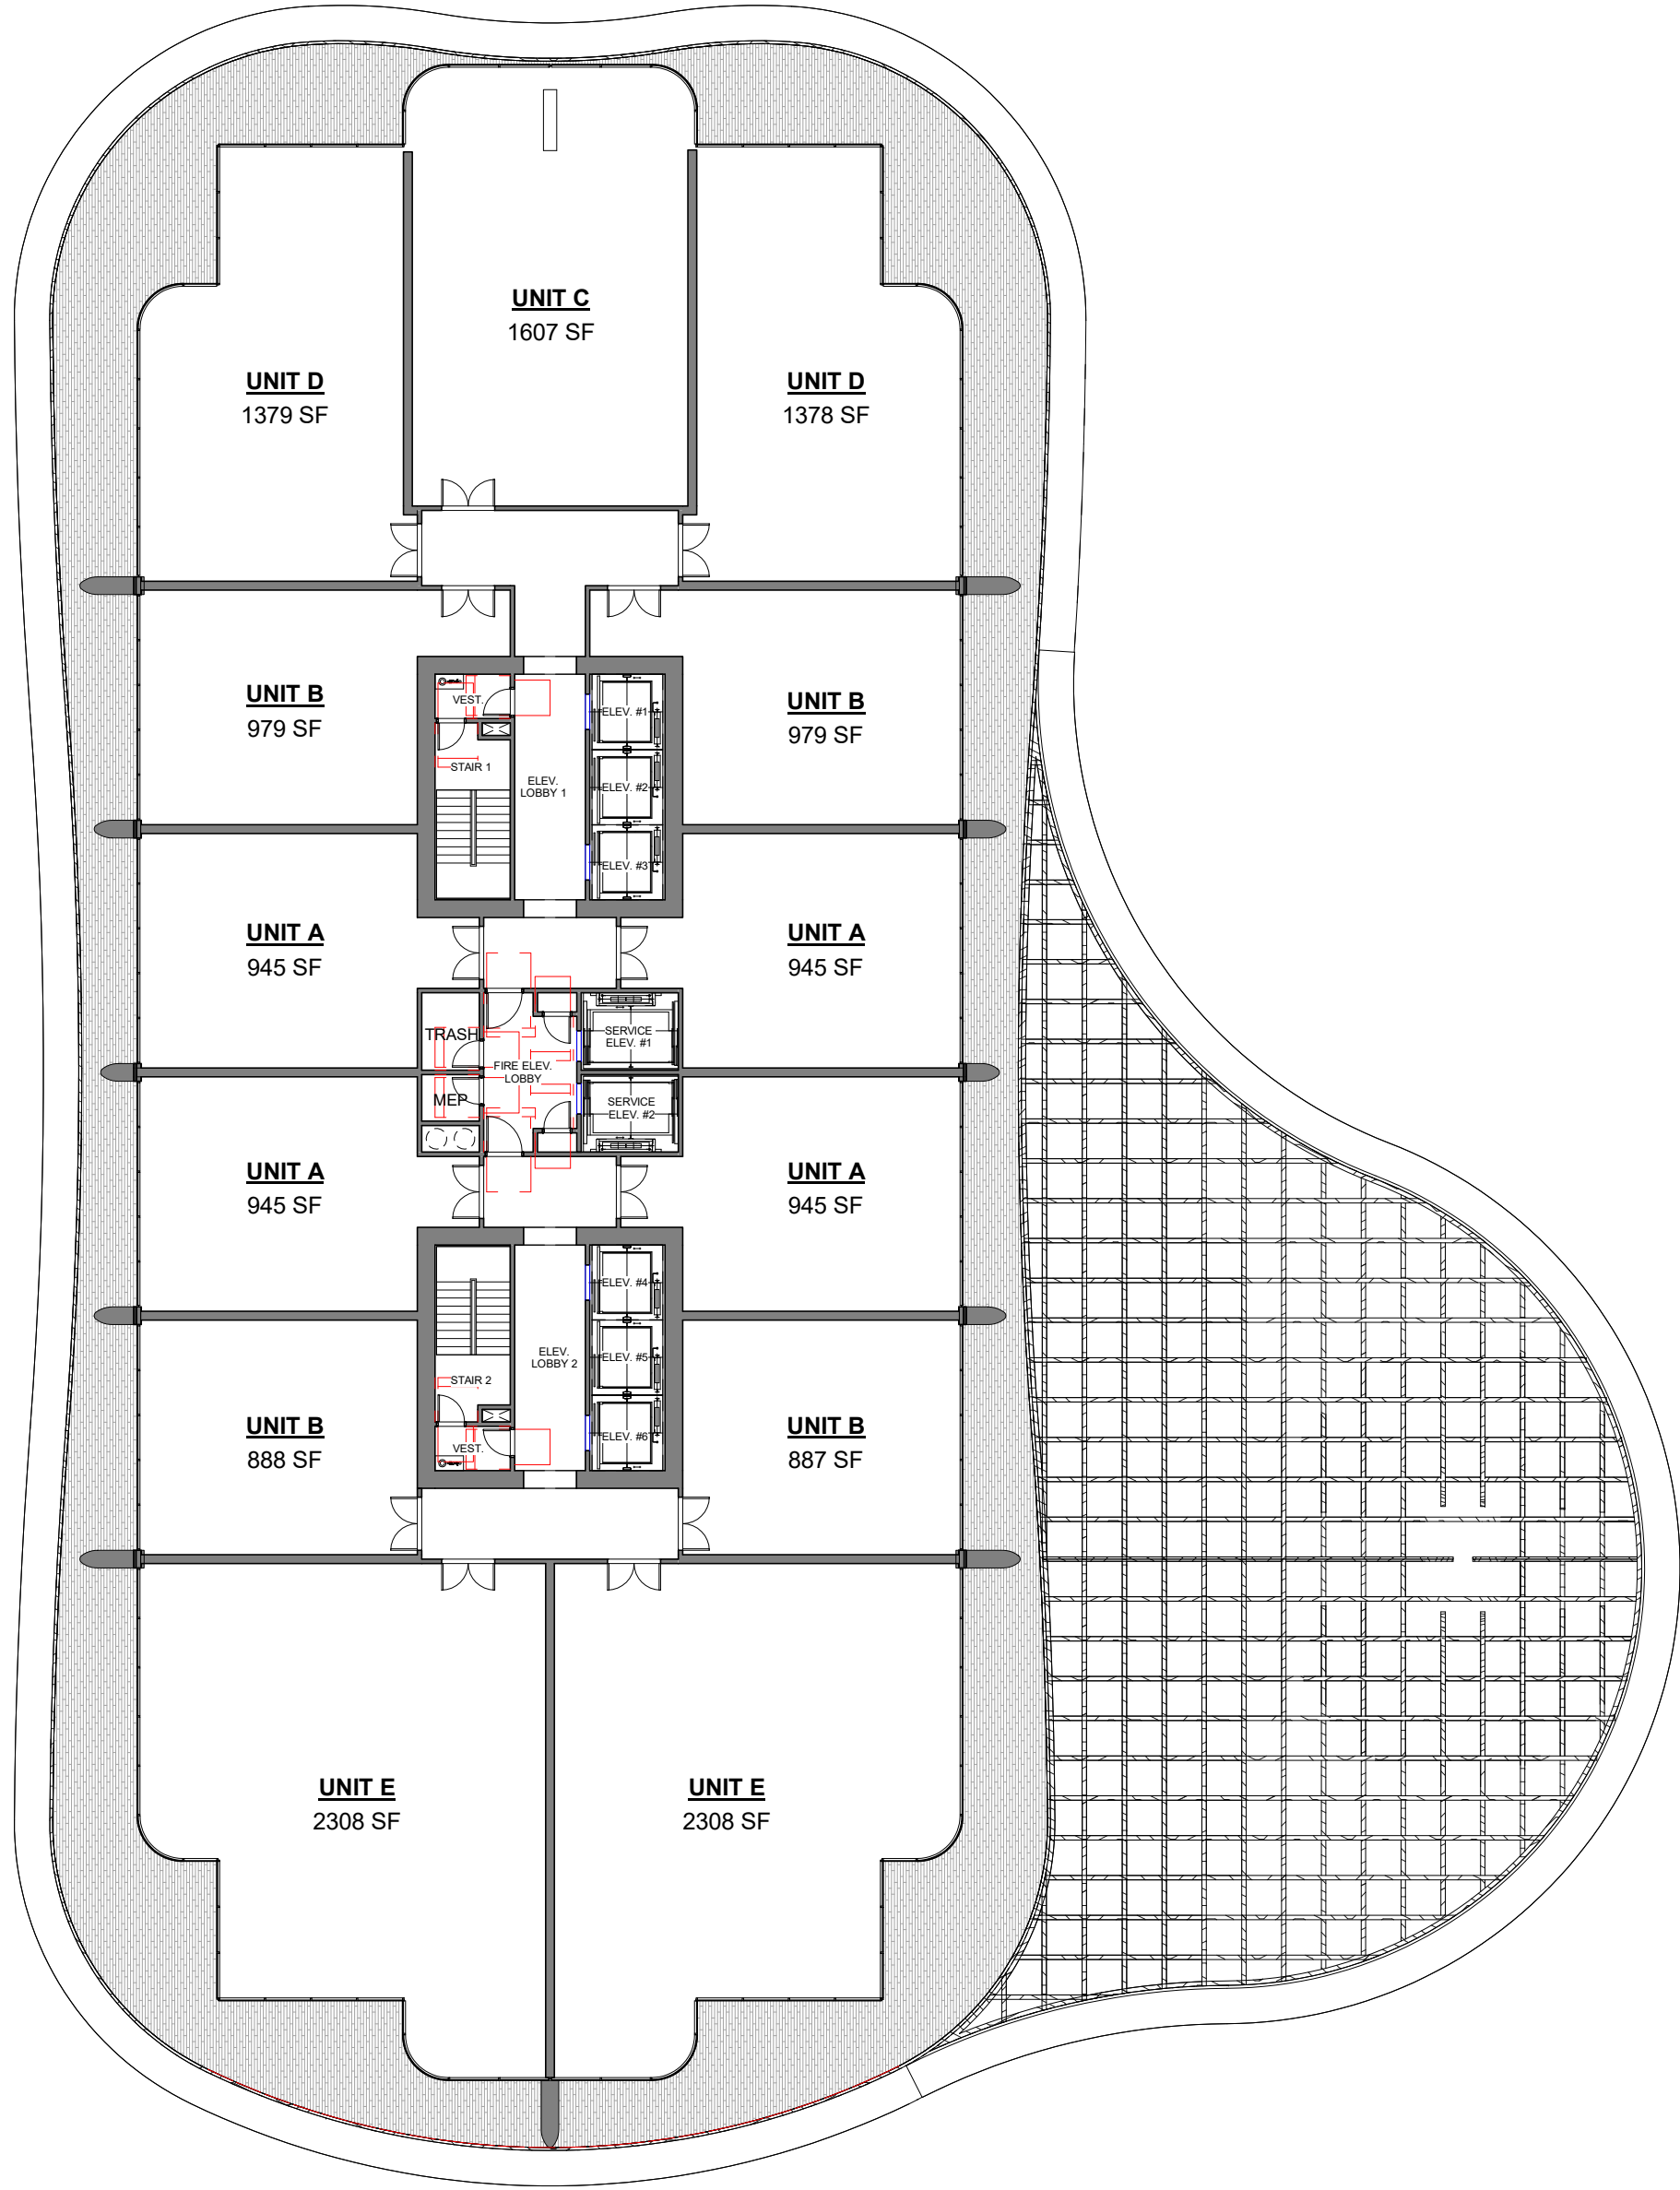 UNIT C
1607 SF
UNIT D
1379 SF
UNIT D
1378 SF
UNIT B
979 SF
VEST.
STAIR 1
ELEV.
LOBBY 1
ELEV. #1
ELEV. #2
ELEV. #3
UNIT B
979 SF
UNIT A
945 SF
UNIT A
945 SF
TRASH
FIRE ELEV.
LOBBY
MEP
SERVICE
ELEV. #1
SERVICE
ELEV. #2
UNIT A
945 SF
UNIT A
945 SF
ELEV. #4
ELEV. #5
ELEV. #6
ELEV.
LOBBY 2
STAIR 2
VEST.
UNIT B
888 SF
UNIT B
887 SF
UNIT E
2308 SF
UNIT E
2308 SF